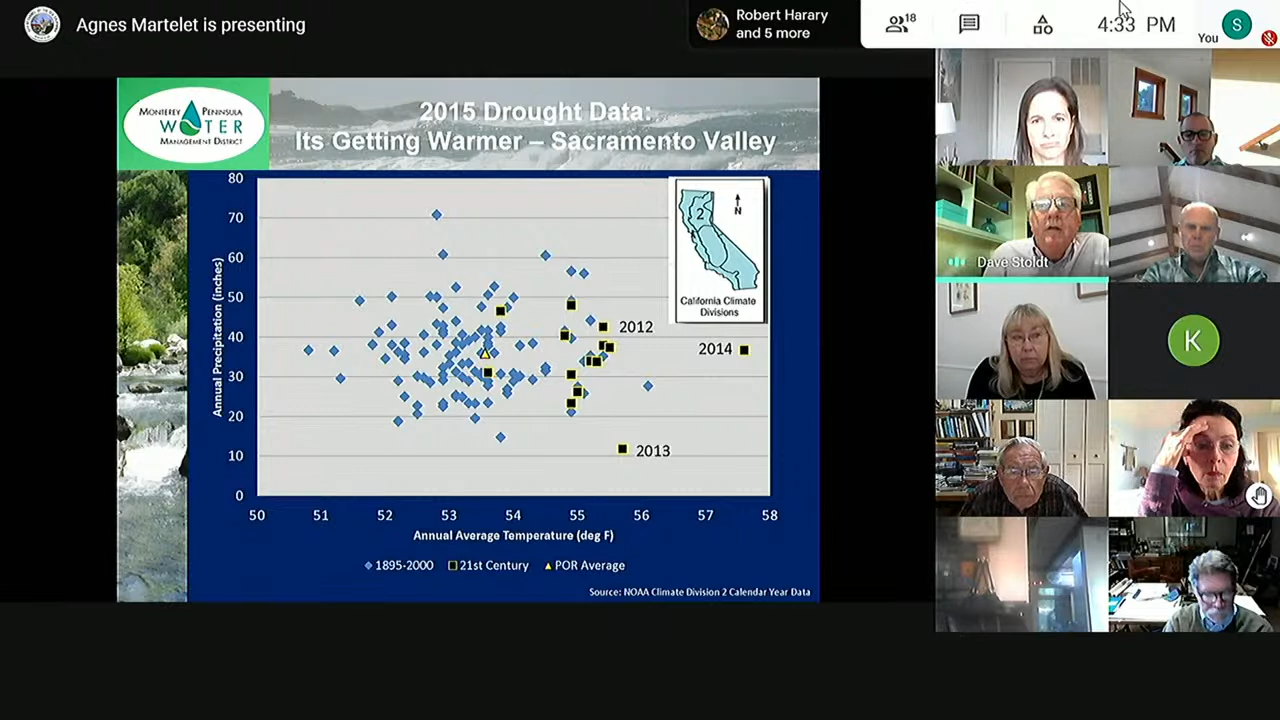 Agnes Martelet is presenting
Robert Harary
and 5 more
18
4:33 PM
You
S
MONTEREY PENINSULA
WATER
MANAGEMENT DISTRICT
2015 Drought Data:
Its Getting Warmer – Sacramento Valley
80
70
60
50
40
30
20
10
0
Annual Precipitation (inches)
2
N
California Climate
Divisions
2012
2014
2013
50 51 52 53 54 55 56 57 58
Annual Average Temperature (deg F)
1895-2000 21st Century POR Average
Source: NOAA Climate Division 2 Calendar Year Data
Dave Stoldt
K